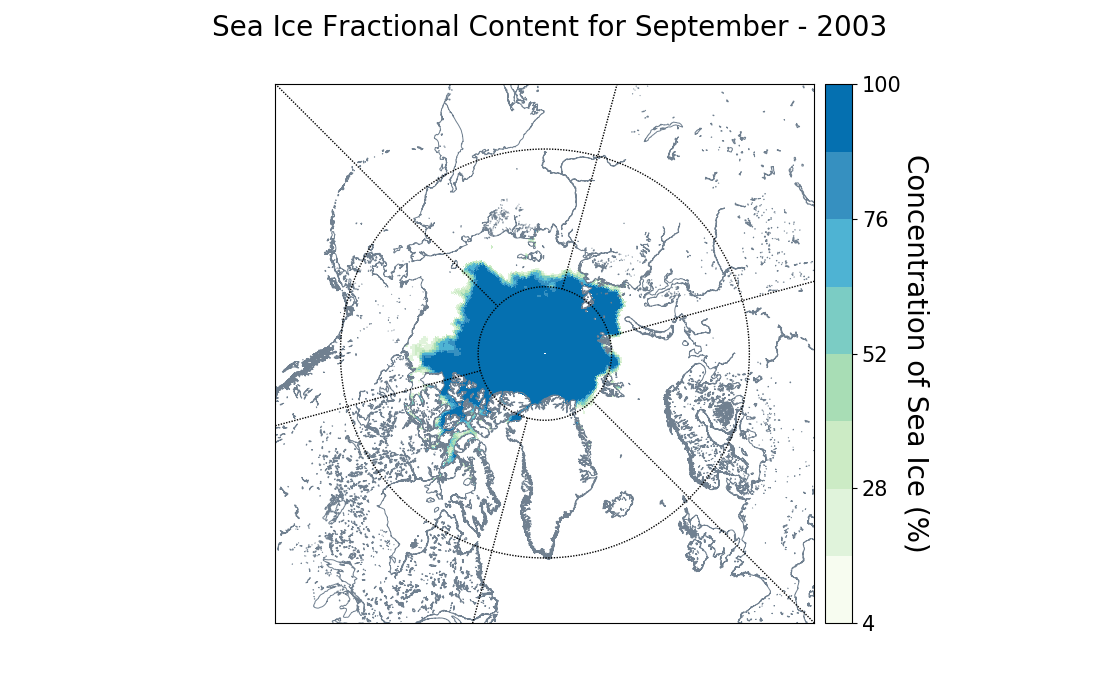 Sea Ice Fractional Content for September - 2003
100
76
52
28
4
Concentration of Sea Ice (%)